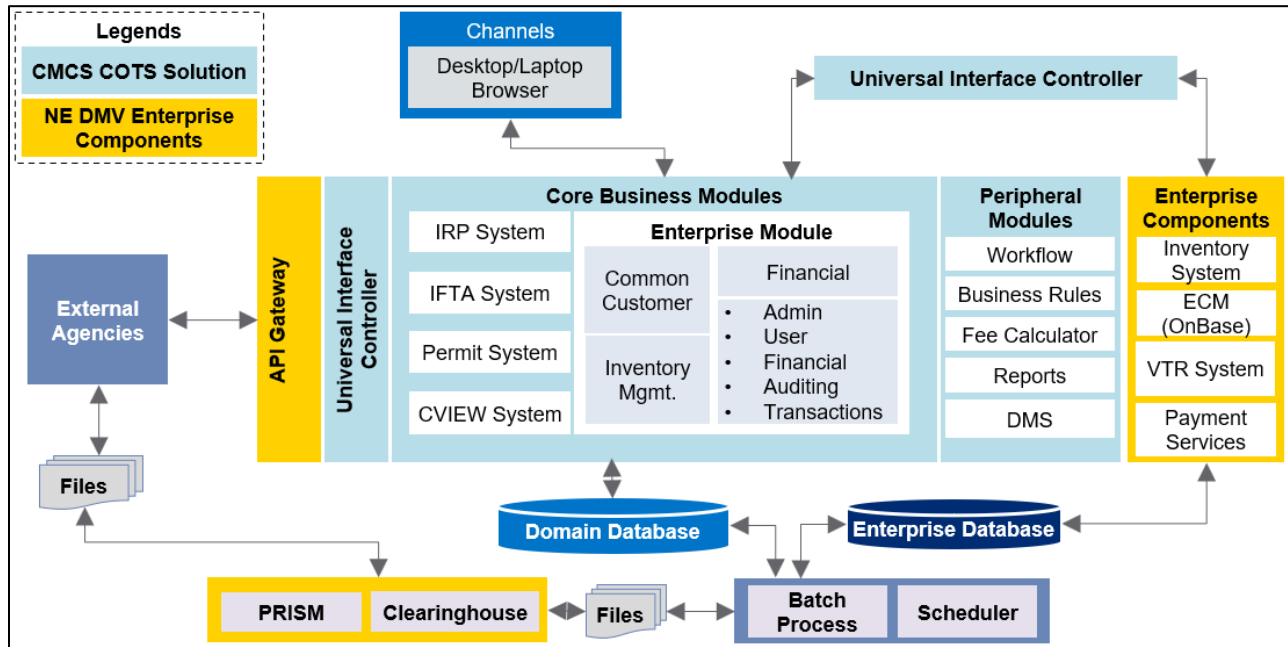 Legends
CMCS COTS Solution
NE DMV Enterprise
Components
Channels
Desktop/Laptop
Browser
Universal Interface Controller
External
Agencies
Files
API Gateway
Universal Interface
Controller
Core Business Modules
IRP System
IFTA System
Permit System
CVIEW System
Enterprise Module
Common
Customer
Inventory
Mgmt.
Financial
• Admin
• User
• Financial
• Auditing
• Transactions
Peripheral
Modules
Workflow
Business Rules
Fee Calculator
Reports
DMS
Enterprise
Components
Inventory
System
ECM
(OnBase)
VTR System
Payment
Services
Domain Database
Enterprise Database
PRISM
Clearinghouse
Files
Batch
Process
Scheduler